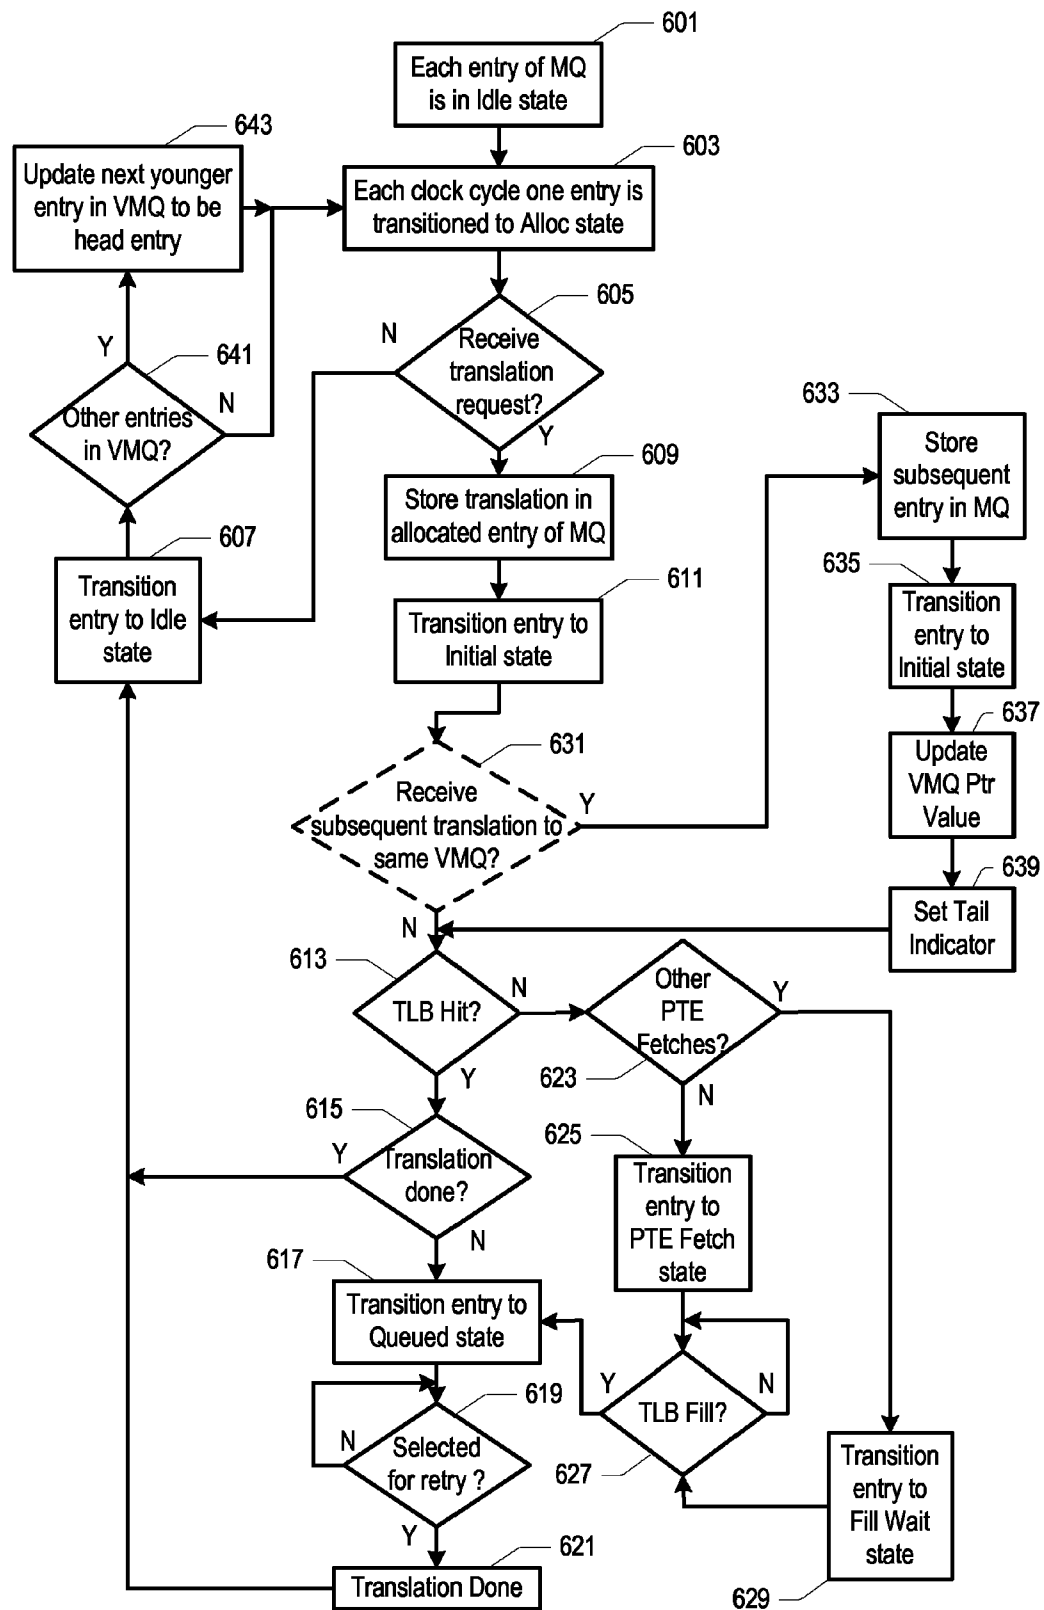 601
Each entry of MQ
is in Idle state
643
Update next younger
entry in VMQ to be
head entry
603
Each clock cycle one entry is
transitioned to Alloc state
605
N
Receive
translation
request?
Y
Y
641
Other entries
in VMQ?
N
633
Store
subsequent
entry in MQ
609
Store translation in
allocated entry of MQ
607
Transition
entry to Idle
state
611
Transition entry to
Initial state
635
Transition
entry to
Initial state
637
Update
VMQ Ptr
Value
631
Receive
subsequent translation to
same VMQ?
Y
N
639
Set Tail
Indicator
613
TLB Hit?
N
Y
Other
PTE
Fetches?
Y
623
N
615
Y
Translation
done?
N
625
Transition
entry to
PTE Fetch
state
617
Transition entry to
Queued state
619
N
Selected
for retry ?
Y
Y
TLB Fill?
N
627
Transition
entry to
Fill Wait
state
629
621
Translation Done